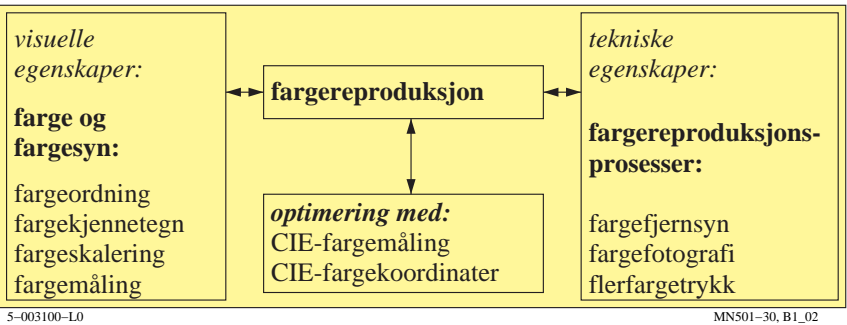 visuelle
egenskaper:
farge og
fargesyn:
fargeordning
fargekjennetegn
fargeskalering
fargemåling
fargereproduksjon
optimering med:
CIE-fargemåling
CIE-fargekoordinater
tekniske
egenskaper:
fargereproduksjons-
prosesser:
fargefjernsyn
fargefotografi
flerfargetrykk
5−003100−L0
MN501−30, B1_02